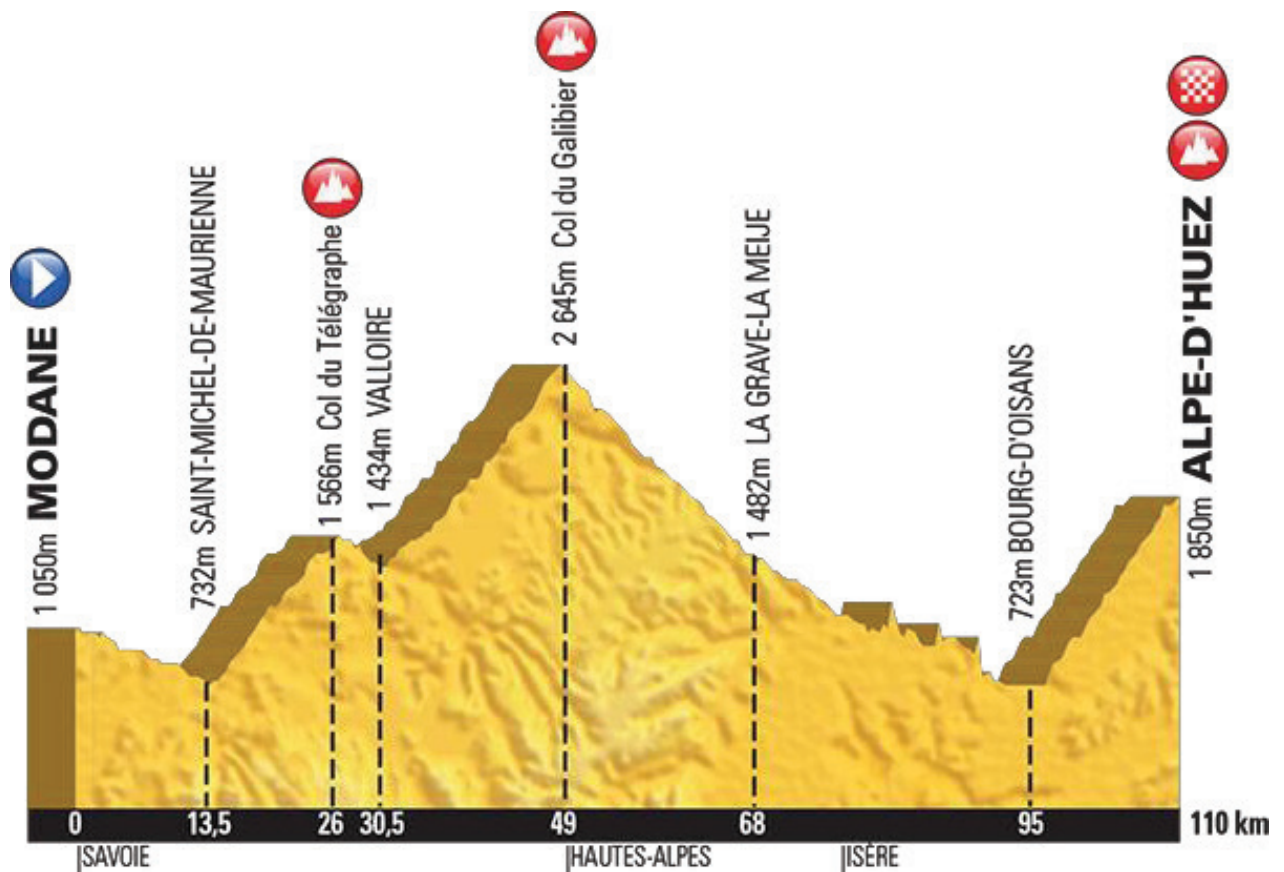 1 050m MODANE
732m SAINT-MICHEL-DE-MAURIENNE
1 566m Col du Télégraphe
1 434m VALLOIRE
2 645m Col du Galibier
1 482m LA GRAVE-LA MEIJE
723m BOURG-D'OISANS
1 850m ALPE-D'HUEZ
0 13,5 26 30,5 49 68 95 110 km
|SAVOIE |HAUTES-ALPES |ISÈRE